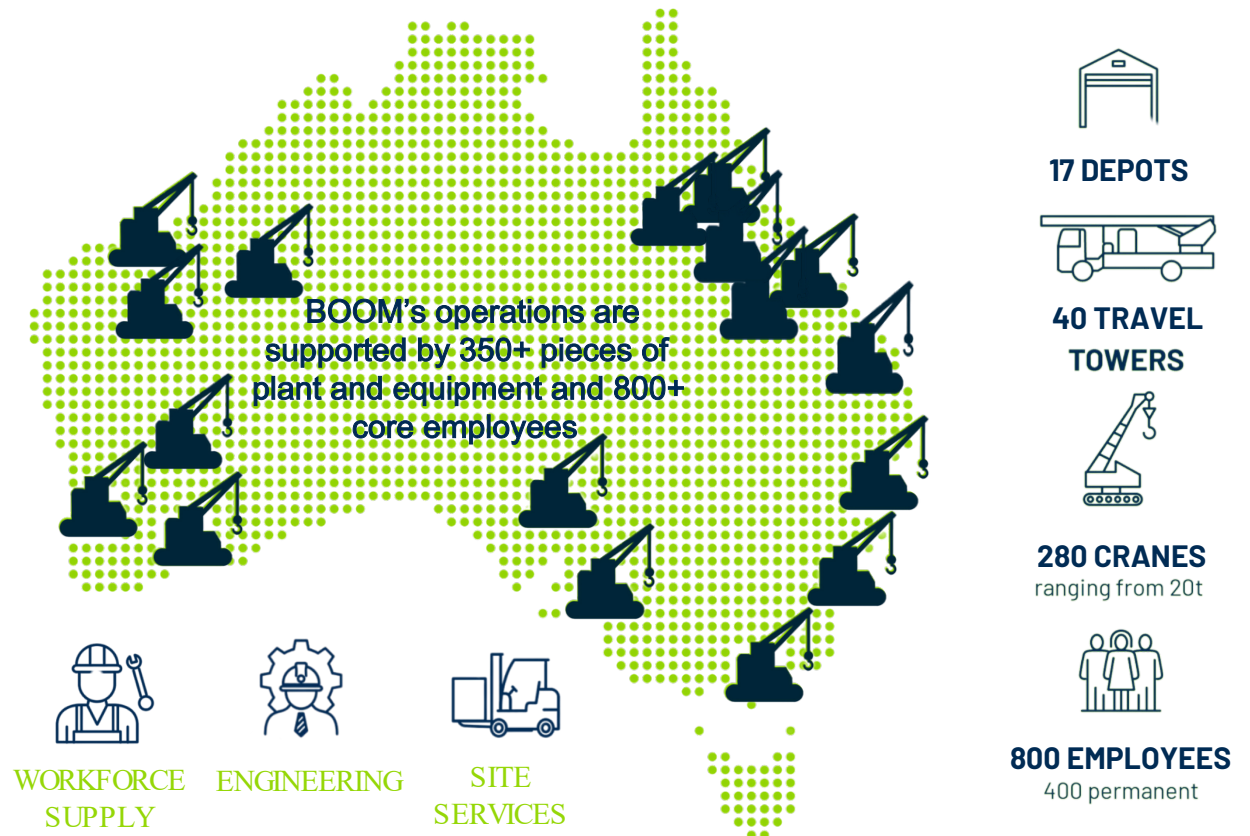 BOOM's operations are
supported by 350+ pieces of
plant and equipment and 800+
core employees
17 DEPOTS
40 TRAVEL
TOWERS
280 CRANES
ranging from 20t
800 EMPLOYEES
400 permanent
WORKFORCE
SUPPLY
ENGINEERING
SITE
SERVICES